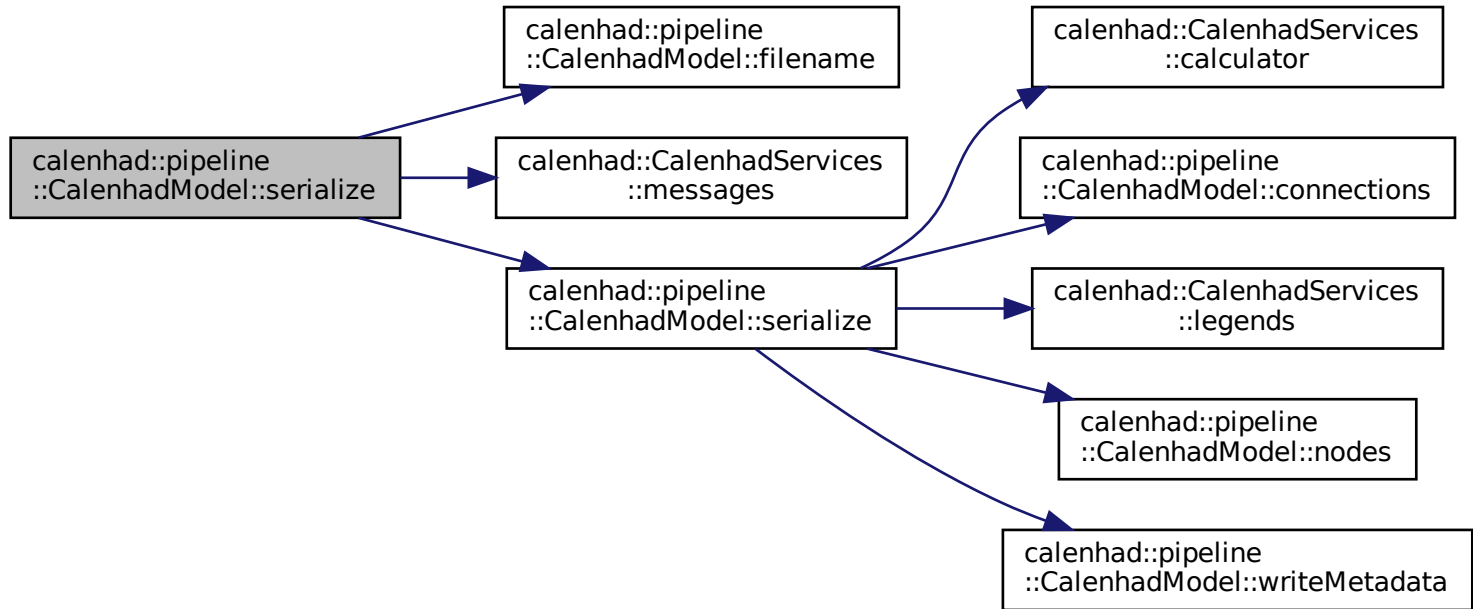 calenhad::pipeline
::CalenhadModel::serialize
calenhad::pipeline
::CalenhadModel::filename
calenhad::CalenhadServices
::messages
calenhad::pipeline
::CalenhadModel::serialize
calenhad::CalenhadServices
::calculator
calenhad::pipeline
::CalenhadModel::connections
calenhad::CalenhadServices
::legends
calenhad::pipeline
::CalenhadModel::nodes
calenhad::pipeline
::CalenhadModel::writeMetadata